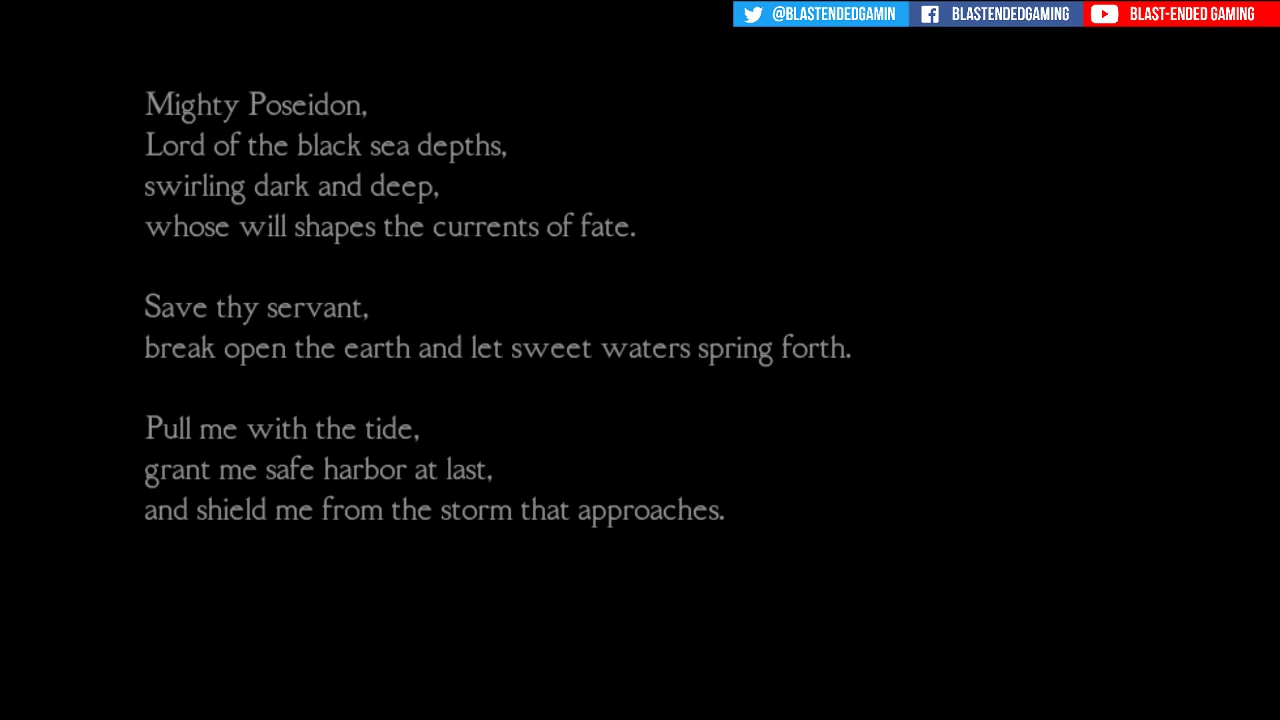 @BLASTENDEDGAMIN BLASTENDEDGAMING BLAST-ENDED GAMING
Mighty Poseidon,
Lord of the black sea depths,
swirling dark and deep,
whose will shapes the currents of fate.
Save thy servant,
break open the earth and let sweet waters spring forth.
Pull me with the tide,
grant me safe harbor at last,
and shield me from the storm that approaches.